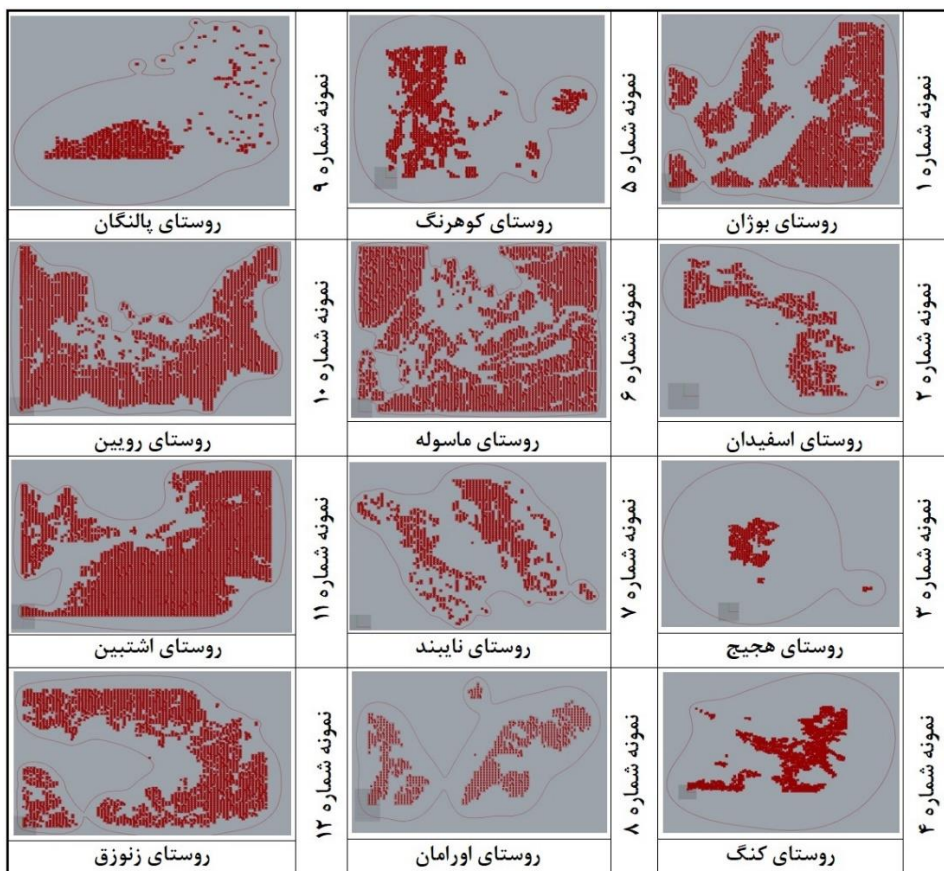 نمونه شماره ۱
روستای بوژان
نمونه شماره ۵
روستای کوهرنگ
نمونه شماره ۹
روستای پالنگان
نمونه شماره ۲
روستای اسفیدان
نمونه شماره ۶
روستای ماسوله
نمونه شماره ۱۰
روستای رویین
نمونه شماره ۳
روستای هجیج
نمونه شماره ۷
روستای نایبند
نمونه شماره ۱۱
روستای اشتبین
نمونه شماره ۴
روستای کنگ
نمونه شماره ۸
روستای اورامان
نمونه شماره ۱۲
روستای زنوزق